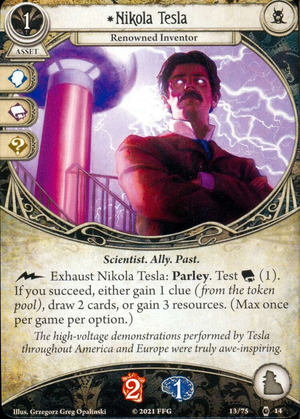 1
ASSET
*Nikola Tesla
Renowned Inventor
?
Scientist. Ally. Past.
Exhaust Nikola Tesla: Parley. Test (1).
If you succeed, either gain 1 clue (from the token
pool), draw 2 cards, or gain 3 resources. (Max once
per game per option.)
The high-voltage demonstrations performed by Tesla
throughout America and Europe were truly awe-inspiring.
2
1
Illus. Grzegorz Greg Opalinski
© 2021 FFG
13/75
14